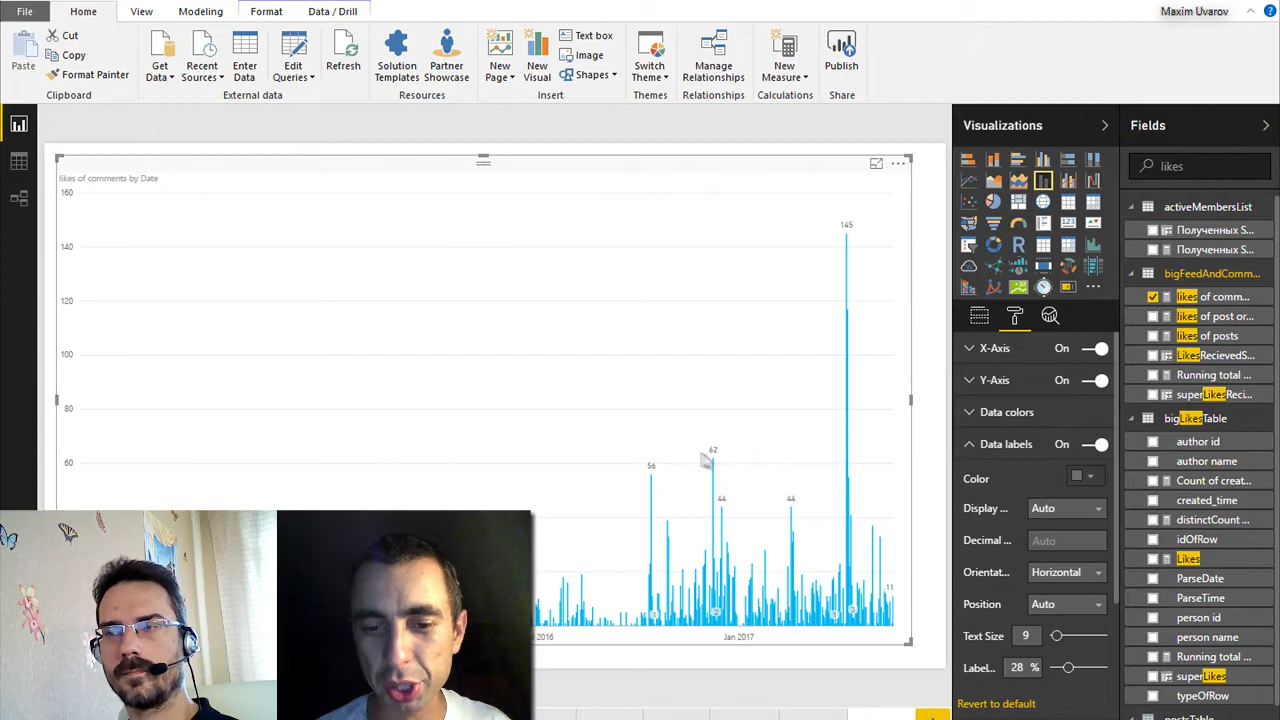 File Home View Modeling Format Data / Drill Maxim Uvarov
Paste Cut Copy Format Painter Clipboard
Get Data Recent Sources Enter Data Edit Queries Refresh External data
Solution Templates Partner Showcase Resources
New Page New Visual Text box Image Shapes Insert
Switch Theme Themes
Manage Relationships Relationships
New Measure Calculations
Publish Share
likes of comments by Date
160
140
120
100
80
60
145
62
56
44
44
11
1
2
3
2016
Jan 2017
Visualizations
X-Axis On
Y-Axis On
Data colors
Data labels On
Color
Display ... Auto
Decimal ... Auto
Orientat... Horizontal
Position Auto
Text Size 9
Label... 28 %
Revert to default
Fields
likes
activeMembersList
Полученных S...
Полученных S...
bigFeedAndComm...
likes of comm...
likes of post or...
likes of posts
LikesRecievedS...
Running total ...
superLikesReci...
bigLikesTable
author id
author name
Count of creat...
created_time
distinctCount ...
idOfRow
Likes
ParseDate
ParseTime
person id
person name
Running total ...
superLikes
typeOfRow